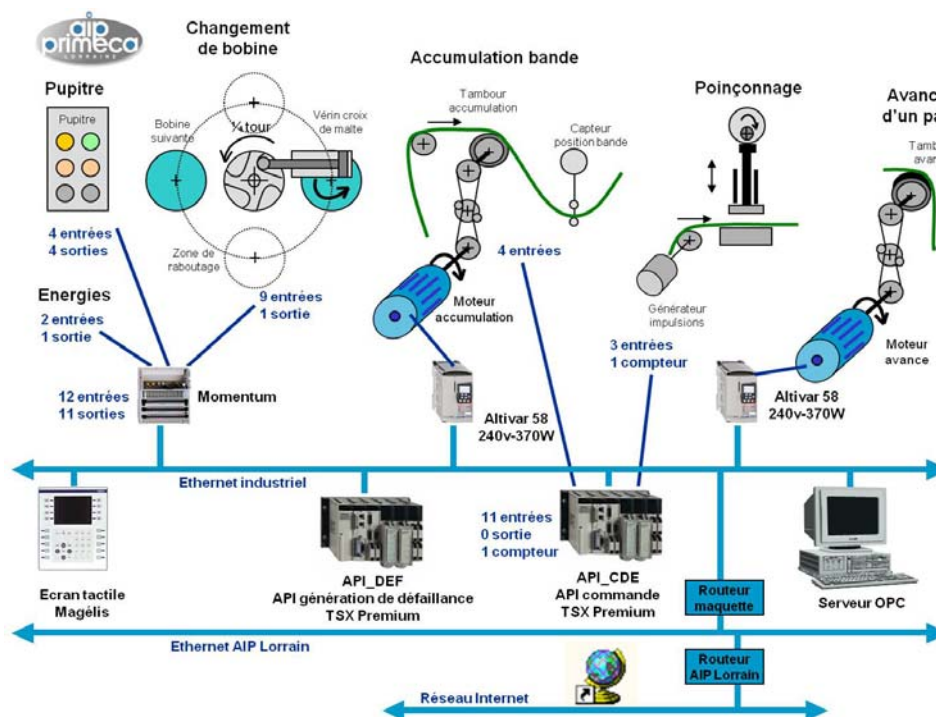 aip
primeca
LORRAINE
Changement
de bobine
Accumulation bande
Poinçonnage
Pupitre
Pupitre
Bobine
suivante
¼ tour
Vérin croix
de malte
Tambour
accumulation
Capteur
position bande
Avanc
d'un pa
Tamb
avan
Zone de
raboutage
4 entrées
4 sorties
Energies
2 entrées
1 sortie
9 entrées
1 sortie
4 entrées
Moteur
accumulation
Générateur
impulsions
3 entrées
1 compteur
Moteur
avance
12 entrées
11 sorties
Momentum
Altivar 58
240v-370W
Altivar 58
240v-370W
Ethernet industriel
Ecran tactile
Magélis
API_DEF
API génération de défaillance
TSX Premium
11 entrées
0 sortie
1 compteur
API_CDE
API commande
TSX Premium
Routeur
maquette
Serveur OPC
Ethernet AIP Lorrain
Routeur
AIP Lorrain
Réseau Internet